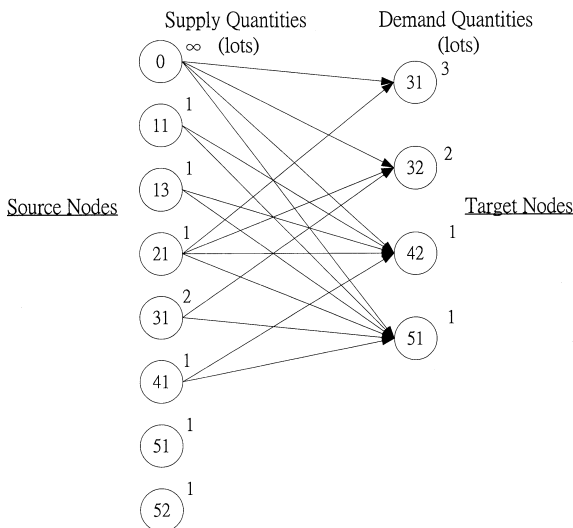 Supply Quantities
(lots)
Demand Quantities
(lots)
0 ∞
31 3
11 1
32 2
13 1
Source Nodes
Target Nodes
21 1
42 1
31 2
51 1
41 1
51 1
52 1